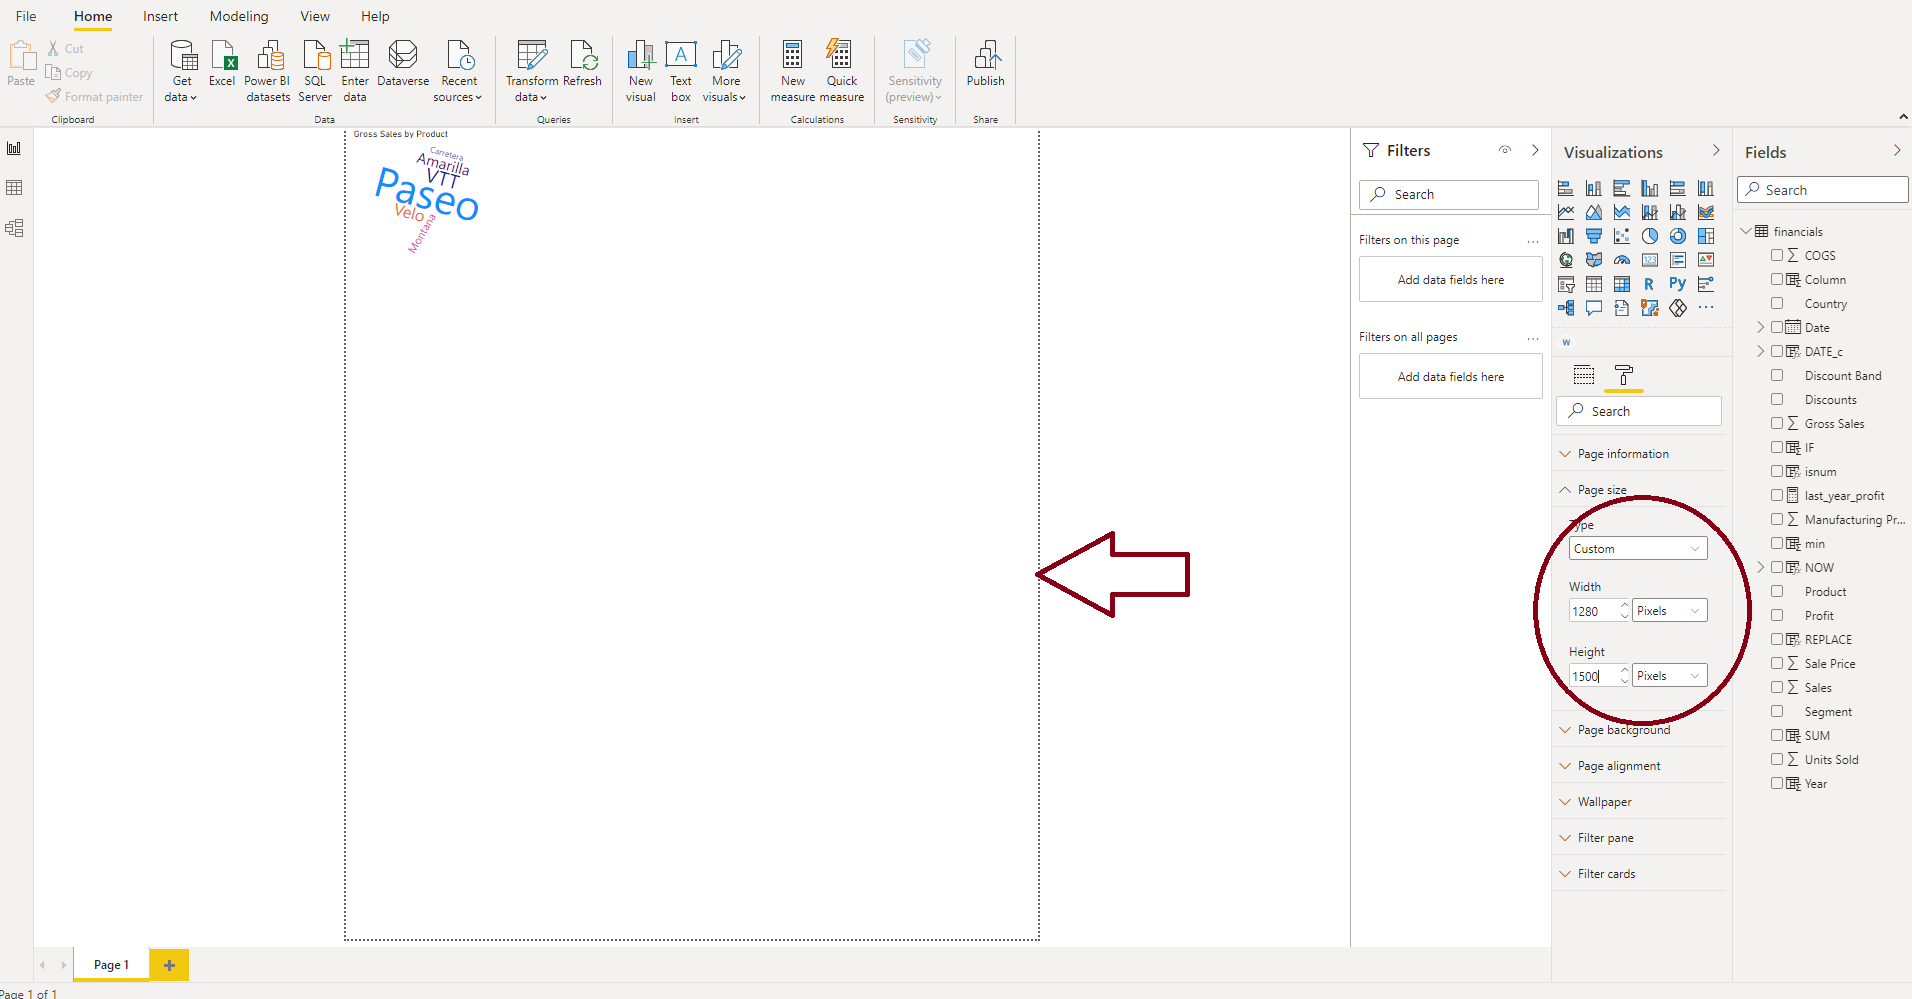 File Home Insert Modeling View Help
Paste
Cut
Copy
Format painter
Clipboard
Get data
Excel
Power BI datasets
SQL Server
Enter data
Dataverse
Recent sources
Data
Transform data
Refresh
Queries
New visual
A
Text box
More visuals
Insert
New measure
Quick measure
Calculations
Sensitivity (preview)
Sensitivity
Publish
Share
Gross Sales by Product
Carretera
Amarilla
VTT
Paseo
Velo
Montana
Filters
Search
Filters on this page ...
Add data fields here
Filters on all pages ...
Add data fields here
Visualizations
123
R
Py
...
W
Search
Page information
Page size
Type
Custom
Width
1280 Pixels
Height
1500 Pixels
Page background
Page alignment
Wallpaper
Filter pane
Filter cards
Fields
Search
financials
∑ COGS
Column
Country
Date
DATE_c
Discount Band
Discounts
∑ Gross Sales
IF
isnum
last_year_profit
∑ Manufacturing Pr...
min
NOW
Product
Profit
REPLACE
∑ Sale Price
∑ Sales
Segment
SUM
∑ Units Sold
Year
Page 1 +
Page 1 of 1